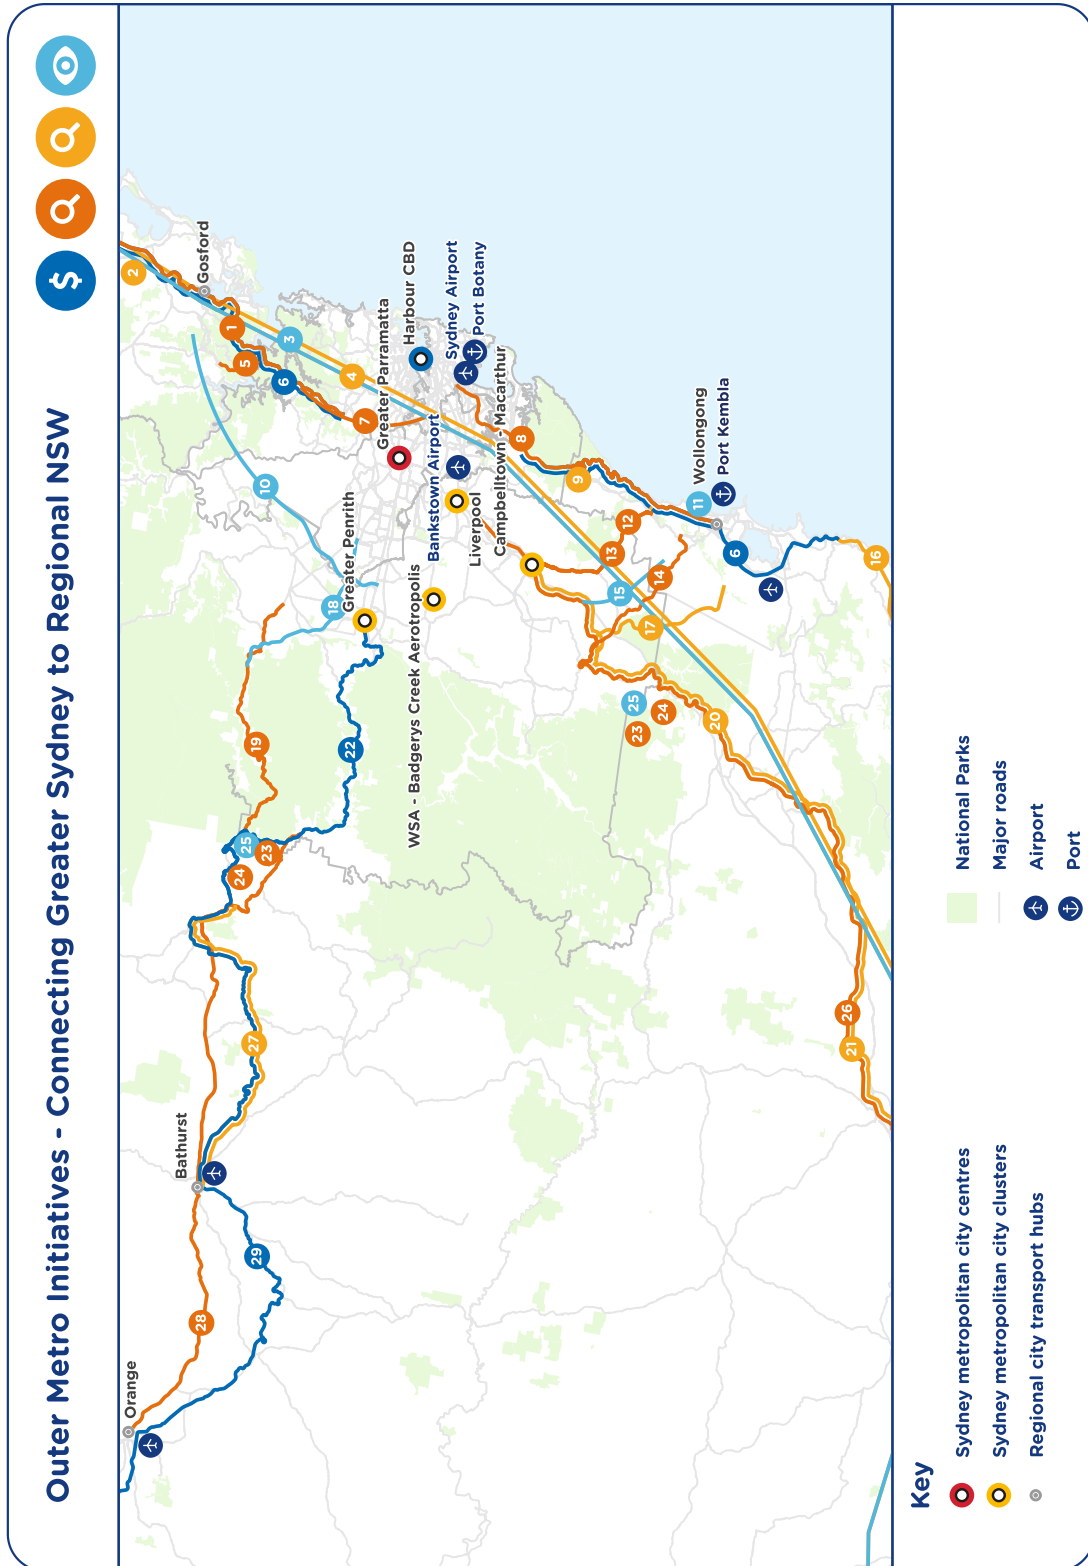 Outer Metro Initiatives - Connecting Greater Sydney to Regional NSW
$
Orange
28
29
Bathurst
27
24
23
25
19
22
18
10
5
6
1
2
Gosford
3
4
7
Greater Penrith
Greater Parramatta
Harbour CBD
WSA - Badgerys Creek Aerotropolis
Bankstown Airport
Sydney Airport
Port Botany
Liverpool
Campbelltown - Macarthur
8
9
12
13
14
15
17
11
Wollongong
Port Kembla
6
16
25
23
24
20
26
21
Key
Sydney metropolitan city centres
Sydney metropolitan city clusters
Regional city transport hubs
National Parks
Major roads
Airport
Port